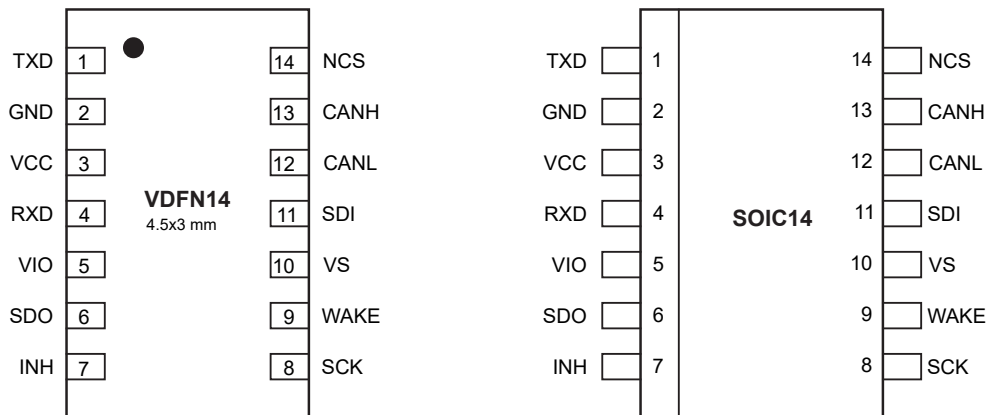 TXD 1 14 NCS TXD 1 14 NCS
GND 2 13 CANH GND 2 13 CANH
VCC 3 12 CANL VCC 3 12 CANL
VDFN14
4.5x3 mm
RXD 4 11 SDI RXD 4 SOIC14 11 SDI
VIO 5 10 VS VIO 5 10 VS
SDO 6 9 WAKE SDO 6 9 WAKE
INH 7 8 SCK INH 7 8 SCK